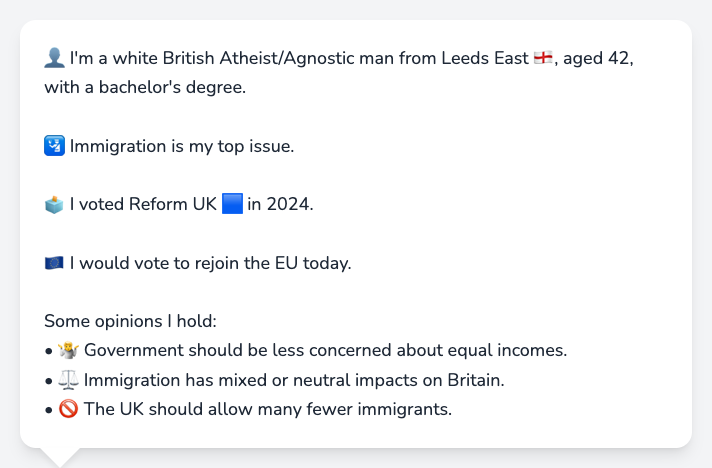 👤 I'm a white British Atheist/Agnostic man from Leeds East 🏴󠁧󠁢󠁥󠁮󠁧󠁿, aged 42,
with a bachelor's degree.
🛂 Immigration is my top issue.
🗳️ I voted Reform UK 🟦 in 2024.
🇪🇺 I would vote to rejoin the EU today.
Some opinions I hold:
• 🤷 Government should be less concerned about equal incomes.
• ⚖️ Immigration has mixed or neutral impacts on Britain.
• 🚫 The UK should allow many fewer immigrants.